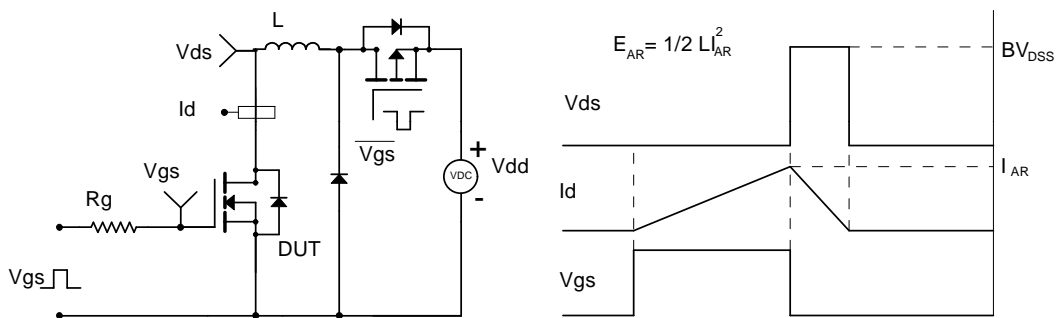 L
Vds
Id
Vgs
Vgs
Rg
DUT
Vgs
VDC
+
-
Vdd
E_AR = 1/2 LI²_AR
BV_DSS
Vds
I_AR
Id
Vgs